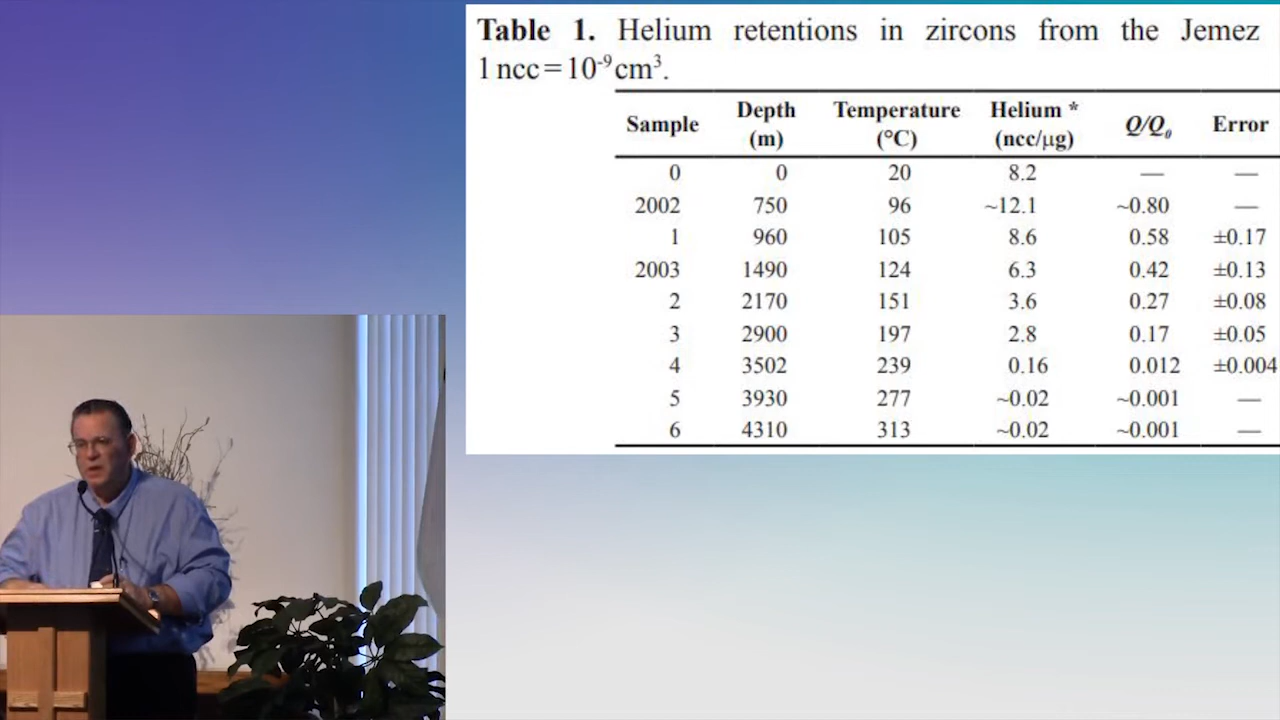 Table 1. Helium retentions in zircons from the Jemez
1 ncc = 10⁻⁹ cm³.
Sample Depth (m) Temperature (°C) Helium * (ncc/μg) Q/Q₀ Error
0 0 20 8.2 — —
2002 750 96 ~12.1 ~0.80 —
1 960 105 8.6 0.58 ±0.17
2003 1490 124 6.3 0.42 ±0.13
2 2170 151 3.6 0.27 ±0.08
3 2900 197 2.8 0.17 ±0.05
4 3502 239 0.16 0.012 ±0.004
5 3930 277 ~0.02 ~0.001 —
6 4310 313 ~0.02 ~0.001 —